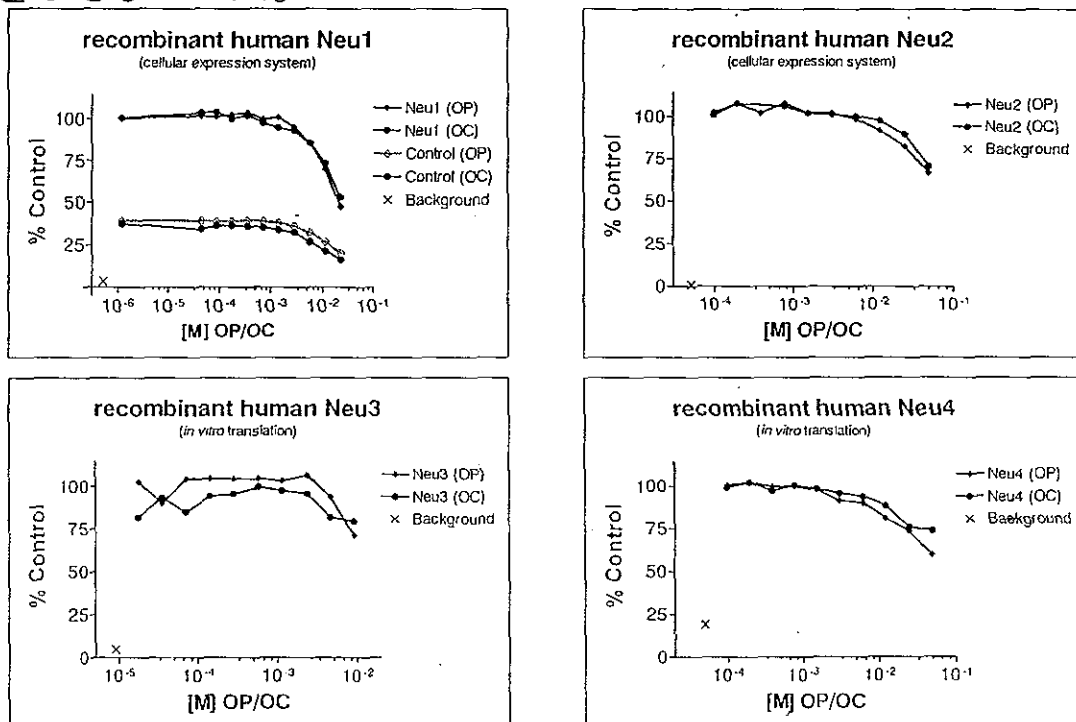 recombinant human Neu1
(cellular expression system)
% Control
100
75
50
25
10-6
10-5
10-4
10-3
10-2
10-1
[M] OP/OC
Neu1 (OP)
Neu1 (OC)
Control (OP)
Control (OC)
Background
recombinant human Neu2
(cellular expression system)
% Control
100
75
50
25
0
10-4
10-3
10-2
10-1
[M] OP/OC
Neu2 (OP)
Neu2 (OC)
Background
recombinant human Neu3
(in vitro translation)
% Control
100
75
50
25
0
10-5
10-4
10-3
10-2
[M] OP/OC
Neu3 (OP)
Neu3 (OC)
Background
recombinant human Neu4
(in vitro translation)
% Control
100
75
50
25
0
10-4
10-3
10-2
10-1
[M] OP/OC
Neu4 (OP)
Neu4 (OC)
Background